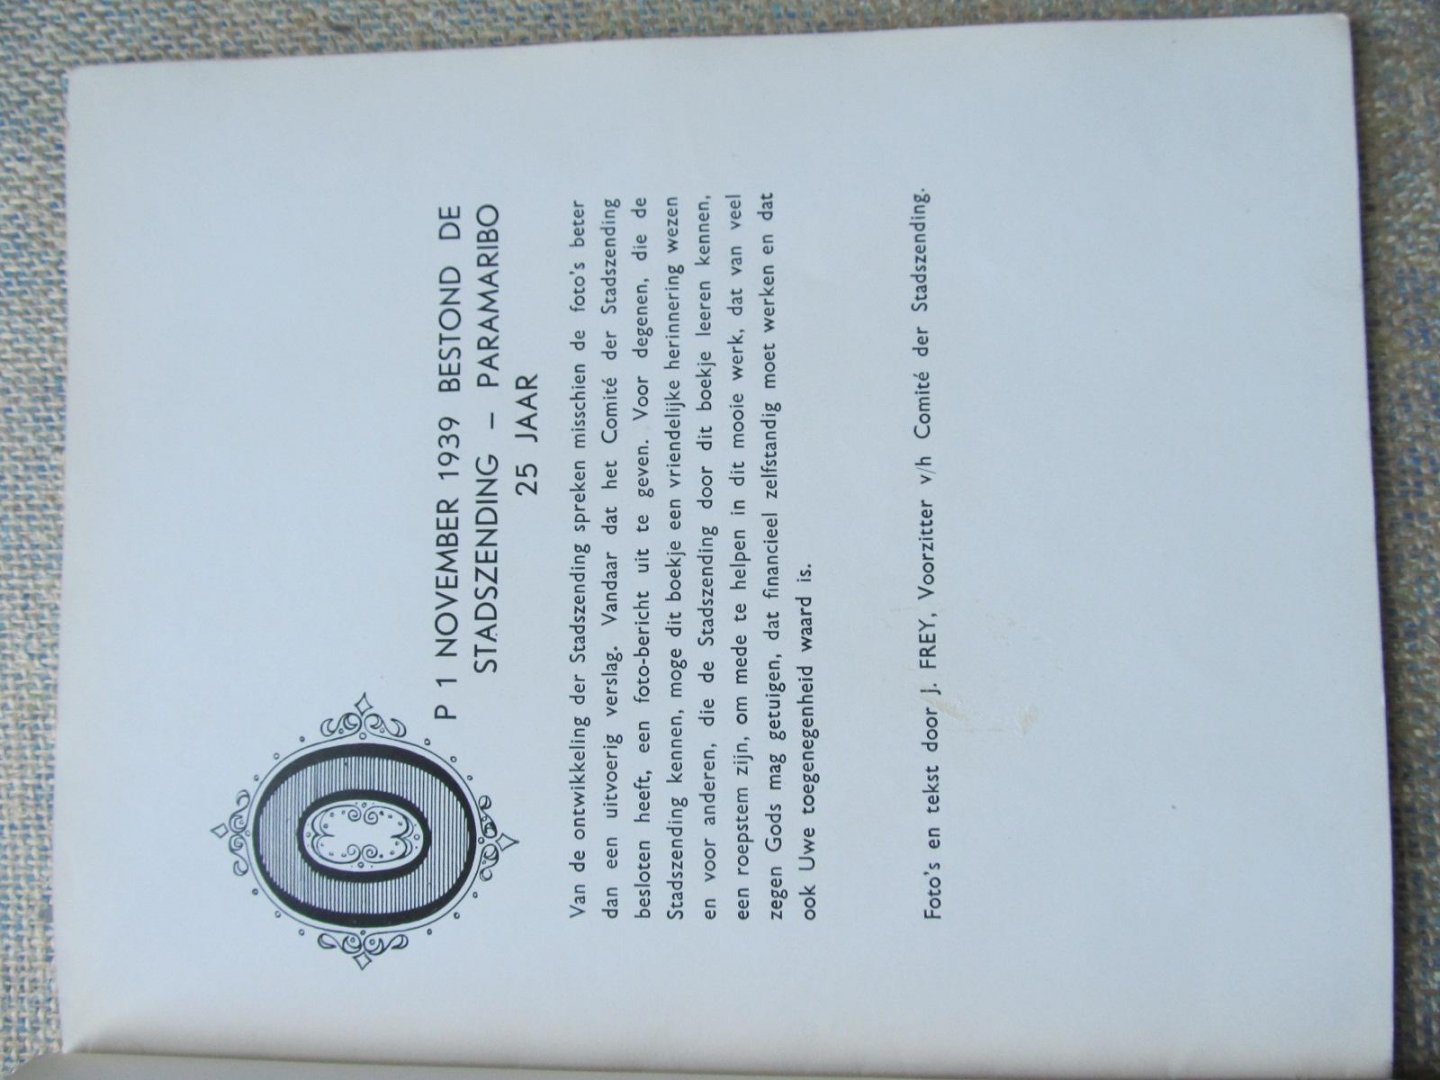 OP 1 NOVEMBER 1939 BESTOND DE
STADSZENDING – PARAMARIBO
25 JAAR
Van de ontwikkeling der Stadszending spreken misschien de foto's beter
dan een uitvoerig verslag. Vandaar dat het Comité der Stadszending
besloten heeft, een foto-bericht uit te geven. Voor degenen, die de
Stadszending kennen, moge dit boekje een vriendelijke herinnering wezen
en voor anderen, die de Stadszending door dit boekje leeren kennen,
een roepstem zijn, om mede te helpen in dit mooie werk, dat van veel
zegen Gods mag getuigen, dat financieel zelfstandig moet werken en dat
ook Uwe toegenegenheid waard is.
Foto's en tekst door J. FREY, Voorzitter v/h Comité der Stadszending.